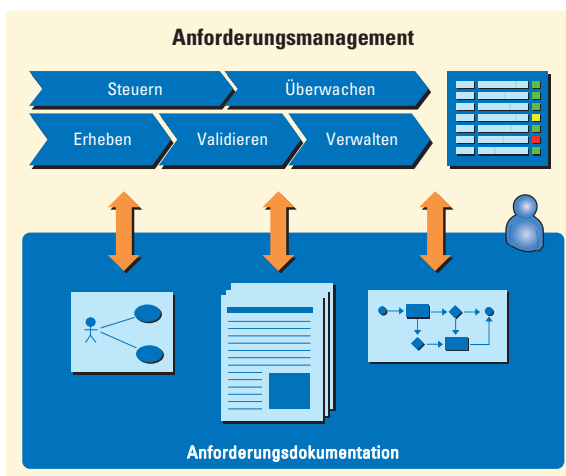 Anforderungsmanagement
Steuern Überwachen
Erheben Validieren Verwalten
Anforderungsdokumentation